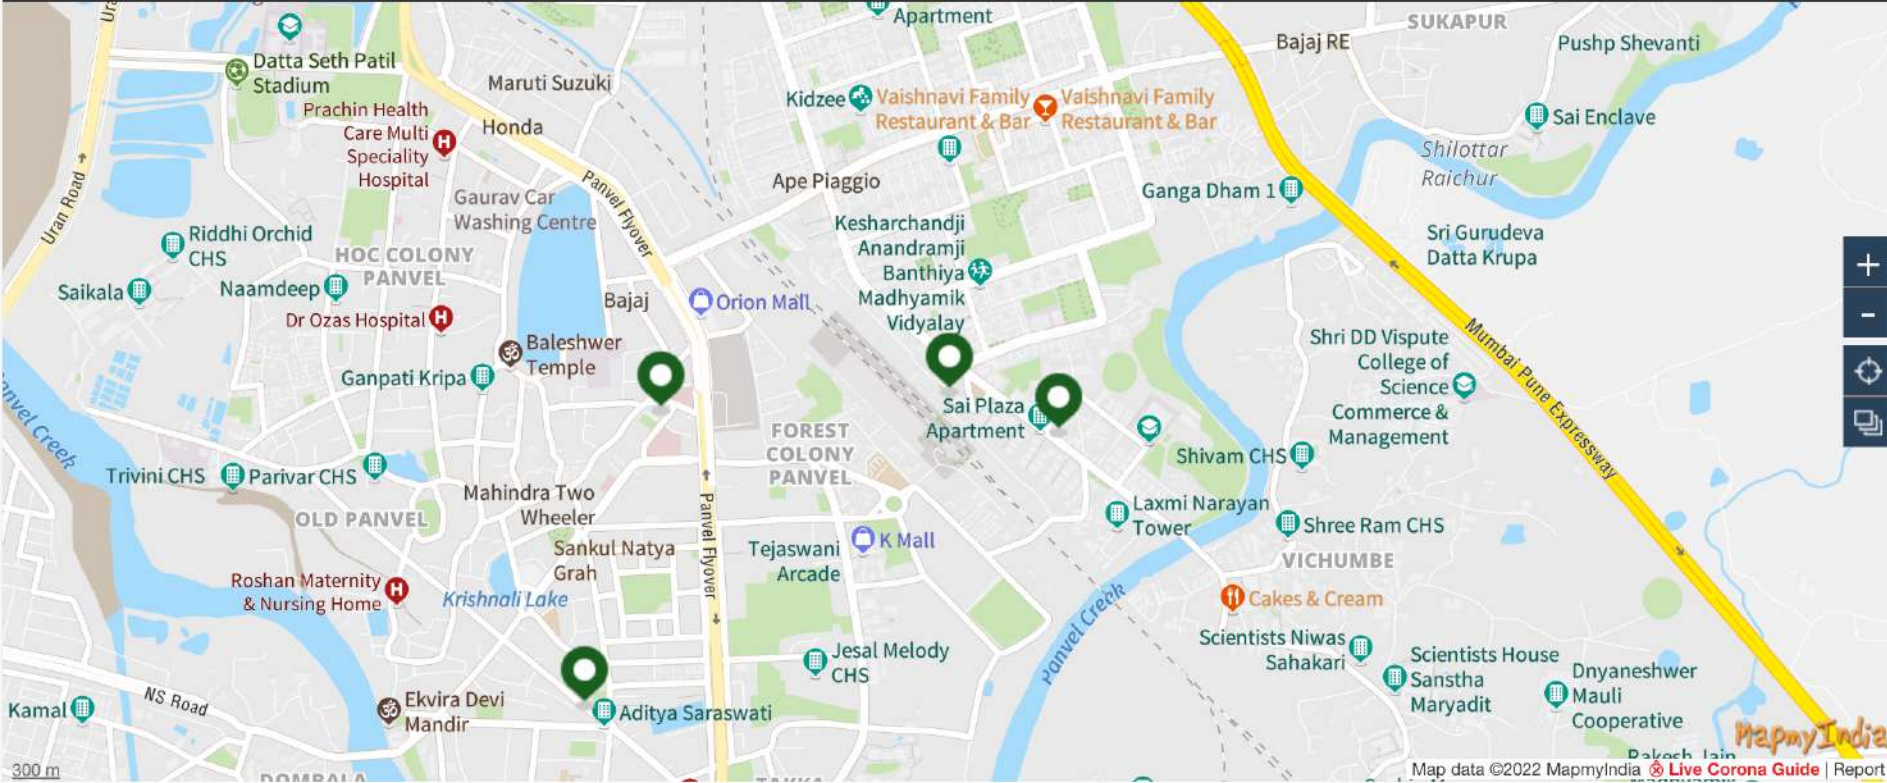 Apartment
SUKAPUR
Bajaj RE
Pushp Shevanti
Datta Seth Patil
Stadium
Maruti Suzuki
Prachin Health
Care Multi
Speciality
Hospital
Honda
Kidzee
Vaishnavi Family
Restaurant & Bar
Vaishnavi Family
Restaurant & Bar
Sai Enclave
Shilottar
Raichur
Uran Road
Panvel Flyover
Ape Piaggio
Ganga Dham 1
Gaurav Car
Washing Centre
Riddhi Orchid
CHS
HOC COLONY
PANVEL
Kesharchandji
Anandramji
Banthiya
Madhyamik
Vidyalay
Sri Gurudeva
Datta Krupa
Saikala
Naamdeep
Bajaj
Orion Mall
Dr Ozas Hospital
Baleshwer
Temple
Ganpati Kripa
Shri DD Vispute
College of
Science
Commerce &
Management
Mumbai Pune Expressway
Sai Plaza
Apartment
FOREST
COLONY
PANVEL
Panvel Creek
Trivini CHS
Parivar CHS
Shivam CHS
Mahindra Two
Wheeler
OLD PANVEL
Panvel Flyover
Laxmi Narayan
Tower
Shree Ram CHS
Sankul Natya
Grah
Tejaswani
Arcade
K Mall
VICHUMBE
Roshan Maternity
& Nursing Home
Krishnali Lake
Cakes & Cream
Panvel Creek
Scientists Niwas
Sahakari
Scientists House
Sanstha
Maryadit
Dnyaneshwer
Mauli
Cooperative
Jesal Melody
CHS
NS Road
Kamal
Ekvira Devi
Mandir
Aditya Saraswati
MapmyIndia
Rakesh Jain
300 m
DOMBALA
TAKKA
Map data ©2022 MapmyIndia Live Corona Guide | Report
+
-